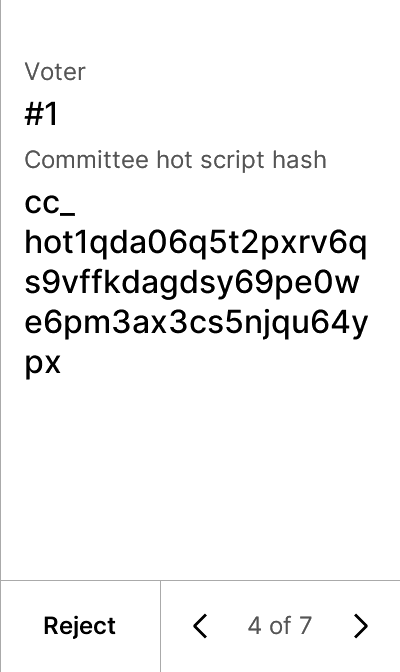 Voter
#1
Committee hot script hash
cc_
hot1qda06q5t2pxrv6q
s9vffkdagdsy69pe0w
e6pm3ax3cs5njqu64y
px
Reject
4 of 7